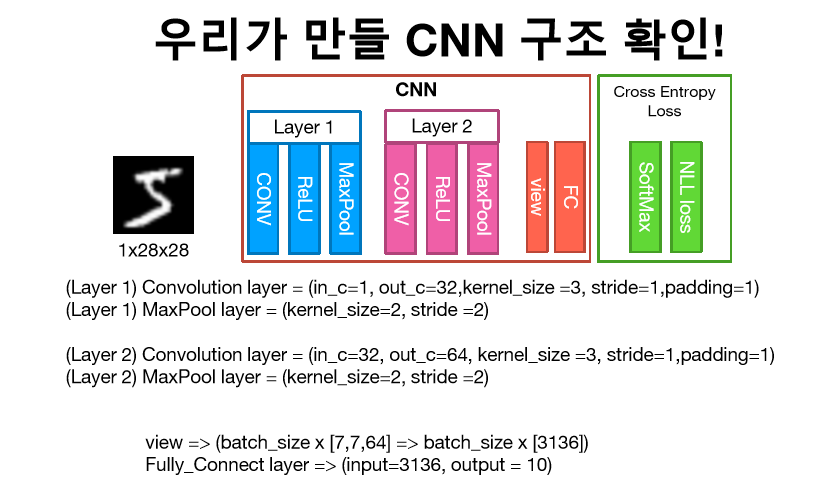 우리가 만들 CNN 구조 확인!
CNN
Cross Entropy
Loss
Layer 1
Layer 2
CONV
ReLU
MaxPool
CONV
ReLU
MaxPool
view
FC
SoftMax
NLL loss
1x28x28
(Layer 1) Convolution layer = (in_c=1, out_c=32,kernel_size =3, stride=1,padding=1)
(Layer 1) MaxPool layer = (kernel_size=2, stride =2)
(Layer 2) Convolution layer = (in_c=32, out_c=64, kernel_size =3, stride=1,padding=1)
(Layer 2) MaxPool layer = (kernel_size=2, stride =2)
view => (batch_size x [7,7,64] => batch_size x [3136])
Fully_Connect layer => (input=3136, output = 10)